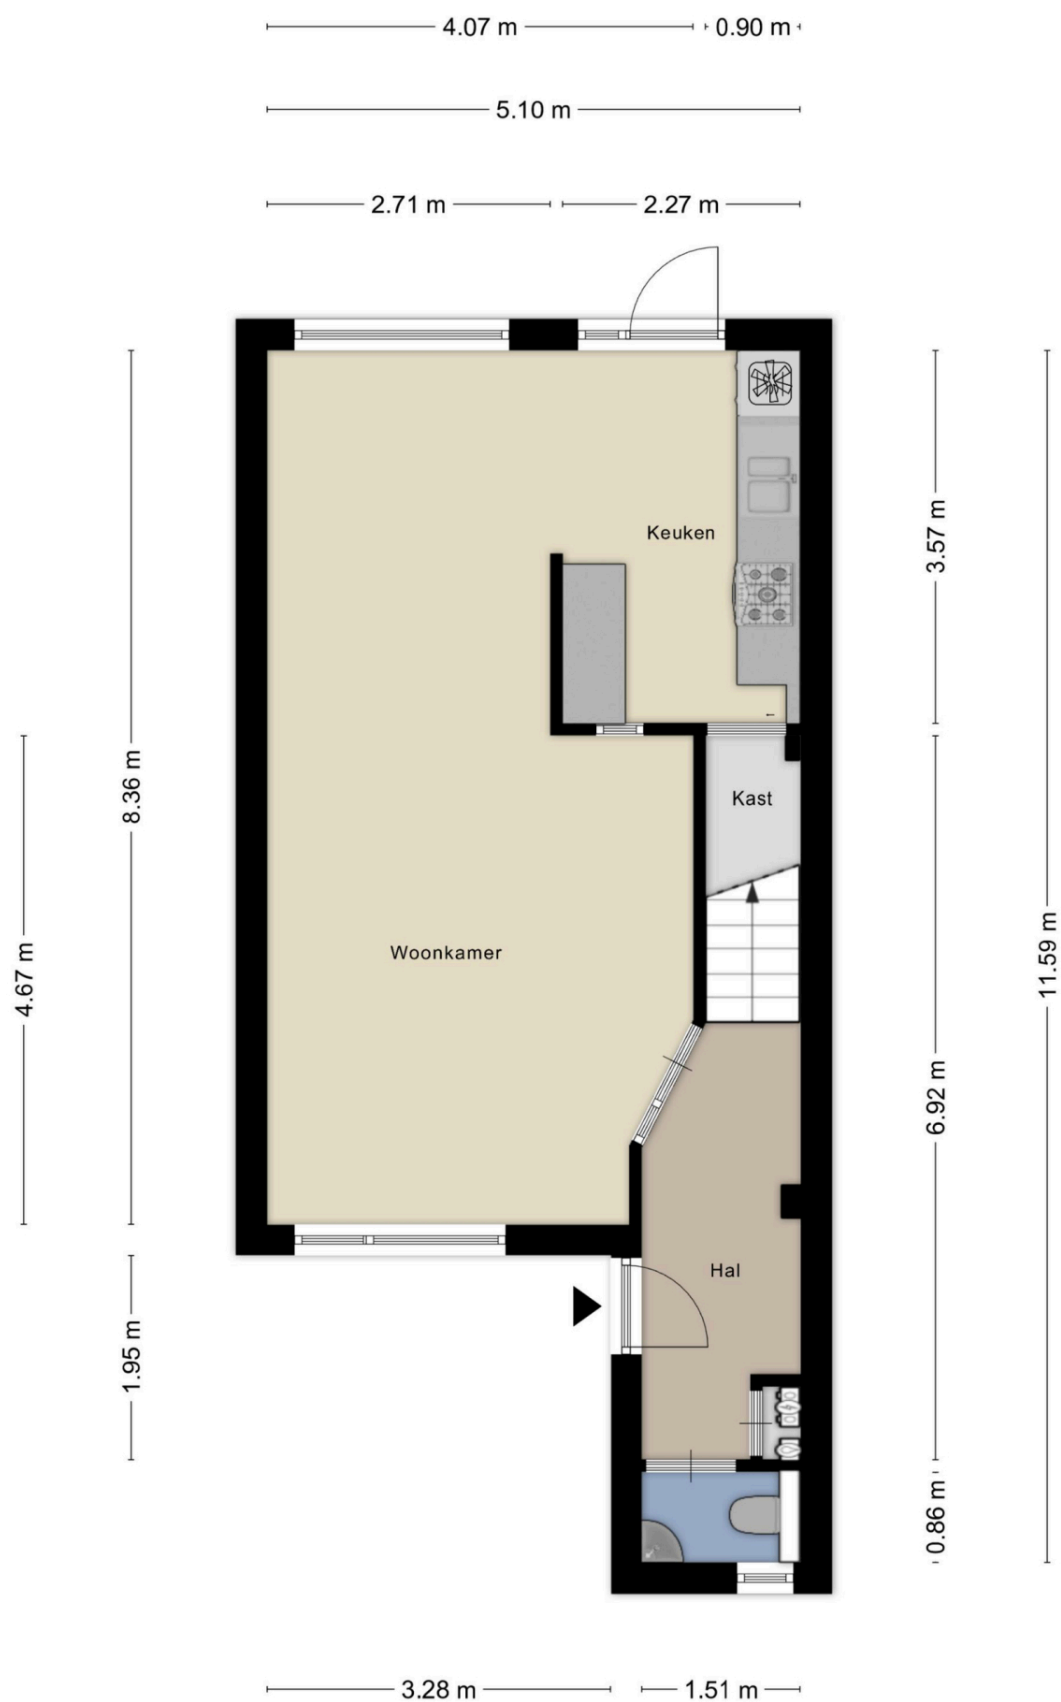 4.07 m
0.90 m
5.10 m
2.71 m
2.27 m
Keuken
3.57 m
8.36 m
Kast
4.67 m
Woonkamer
11.59 m
6.92 m
Hal
1.95 m
0.86 m
3.28 m
1.51 m